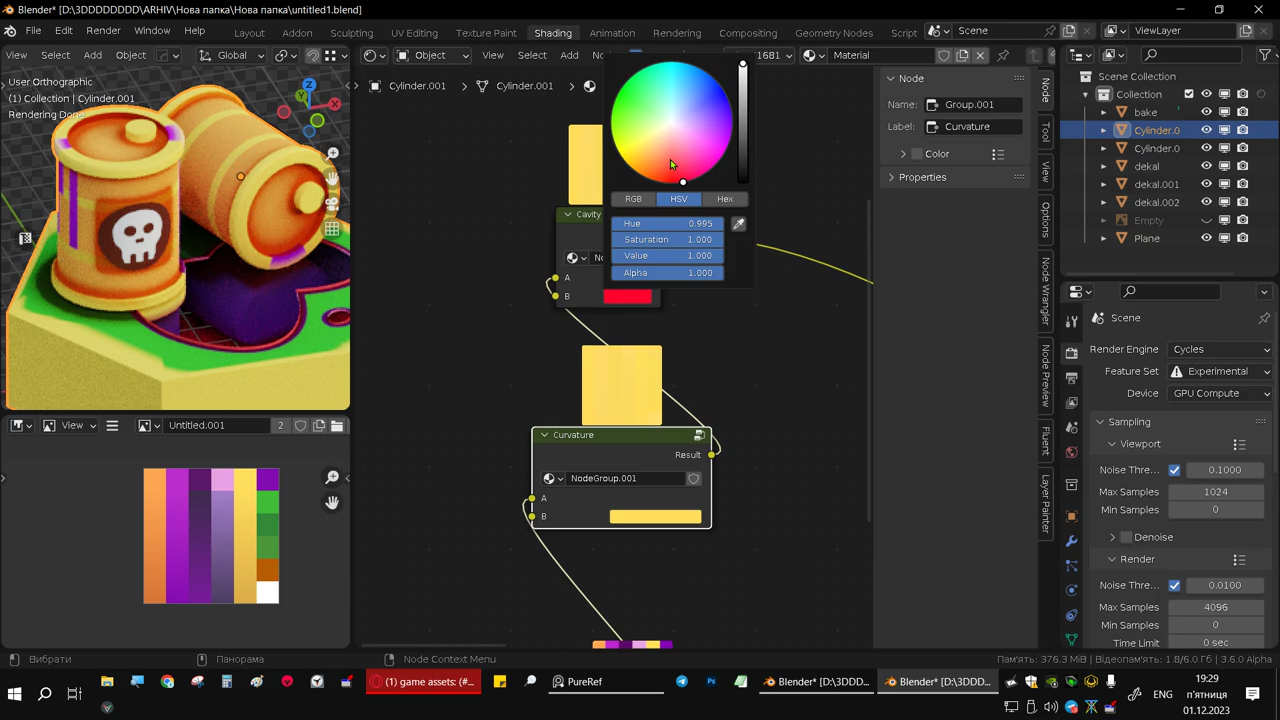 Blender* [D:\3DDDDDDDD\ARHIV\Нова папка\Нова папка\untitled1.blend]
File Edit Render Window Help Layout Addon Sculpting UV Editing Texture Paint Shading Animation Rendering Compositing Geometry Nodes Script Scene ViewLayer
View Select Add Object Global
Object View Select Add Material
User Orthographic
(1) Collection | Cylinder.001
Rendering Done
Cylinder.001 Cylinder.001
RGB HSV Hex
Hue 0.995
Saturation 1.000
Value 1.000
Alpha 1.000
Cavity
A
B
Curvature
Result
NodeGroup.001
A
B
Node
Name: Group.001
Label: Curvature
Color
Properties
Node
Tool
View
Options
Node Wrangler
Node Preview
Fluent
Layer Painter
Scene Collection
Collection
bake
Cylinder.0
Cylinder.0
dekal
dekal.001
dekal.002
Empty
Plane
Scene
Render Engine Cycles
Feature Set Experimental
Device GPU Compute
Sampling
Viewport
Noise Thre... 0.1000
Max Samples 1024
Min Samples 0
Denoise
Render
Noise Thre... 0.0100
Max Samples 4096
Min Samples 0
Time Limit 0 sec
View Untitled.001 2
Вибрати Панорама Node Context Menu Пам'ять: 376.3 MiB | Відеопам'ять: 1.8/6.0 Гіб | 3.6.0 Alpha
(1) game assets: (#... PureRef Blender* [D:\3DDD... Blender* [D:\3DDD... ENG 19:29
п'ятниця
01.12.2023